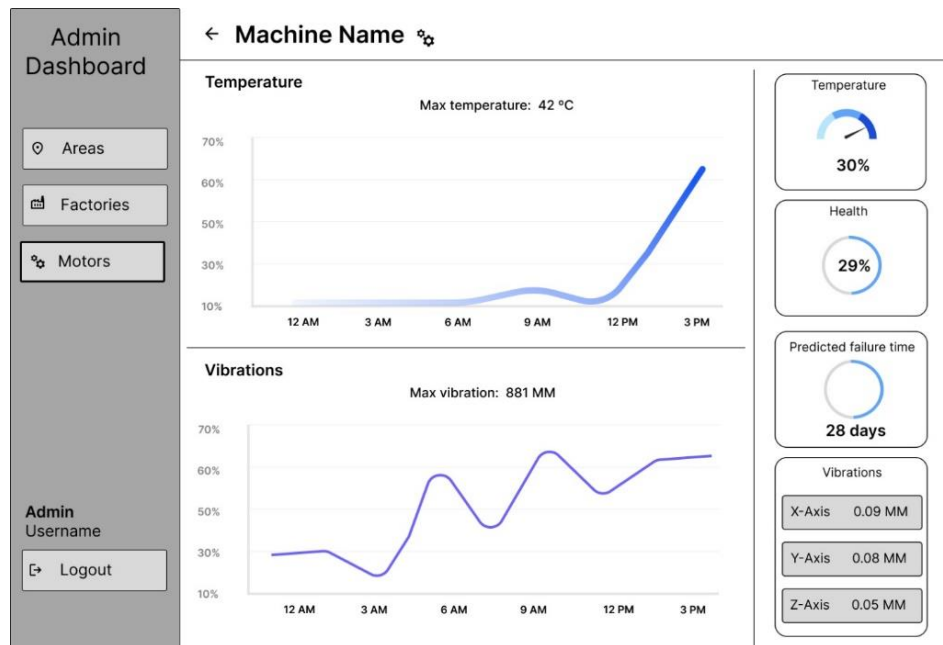 Admin
Dashboard
Areas
Factories
Motors
Admin
Username
Logout
Machine Name
Temperature
Max temperature: 42 °C
70%
60%
50%
30%
10%
12 AM 3 AM 6 AM 9 AM 12 PM 3 PM
Vibrations
Max vibration: 881 MM
70%
60%
50%
30%
10%
12 AM 3 AM 6 AM 9 AM 12 PM 3 PM
Temperature
30%
Health
29%
Predicted failure time
28 days
Vibrations
X-Axis 0.09 MM
Y-Axis 0.08 MM
Z-Axis 0.05 MM